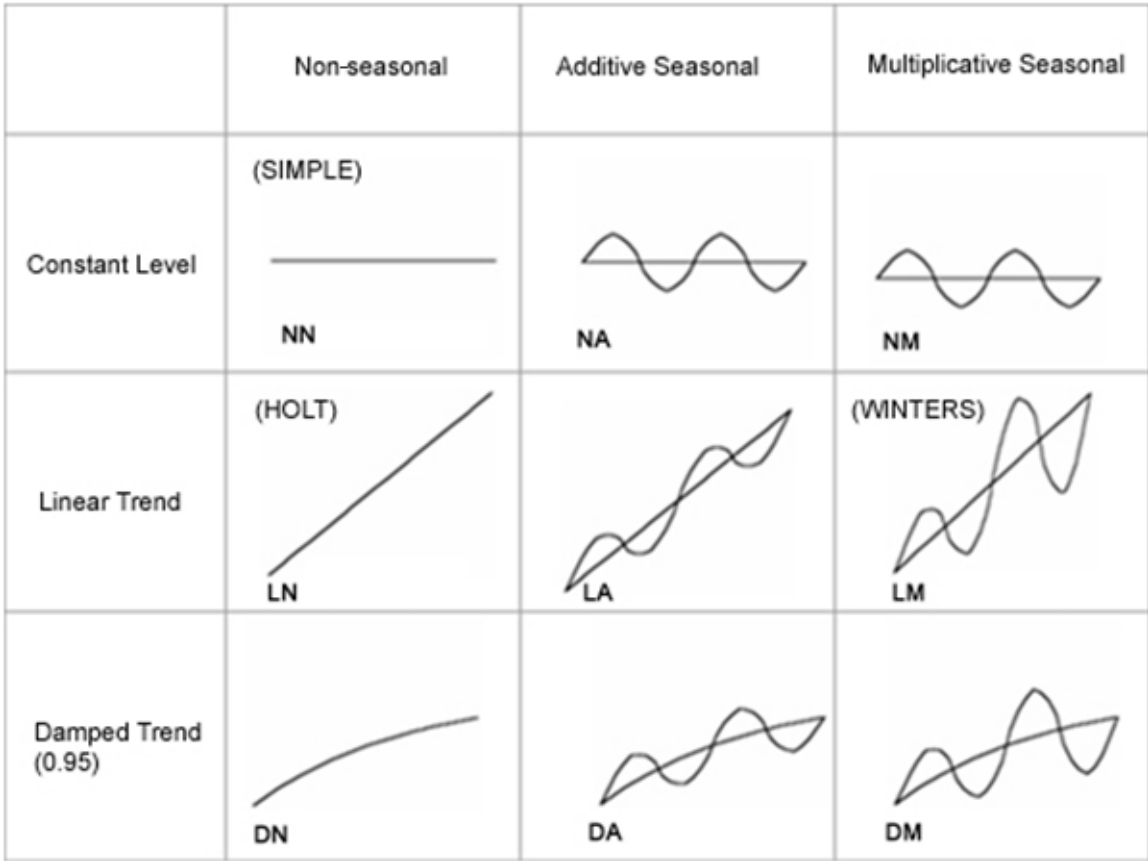 Non-seasonal
Additive Seasonal
Multiplicative Seasonal
Constant Level
(SIMPLE)
NN
NA
NM
Linear Trend
(HOLT)
LN
LA
(WINTERS)
LM
Damped Trend
(0.95)
DN
DA
DM